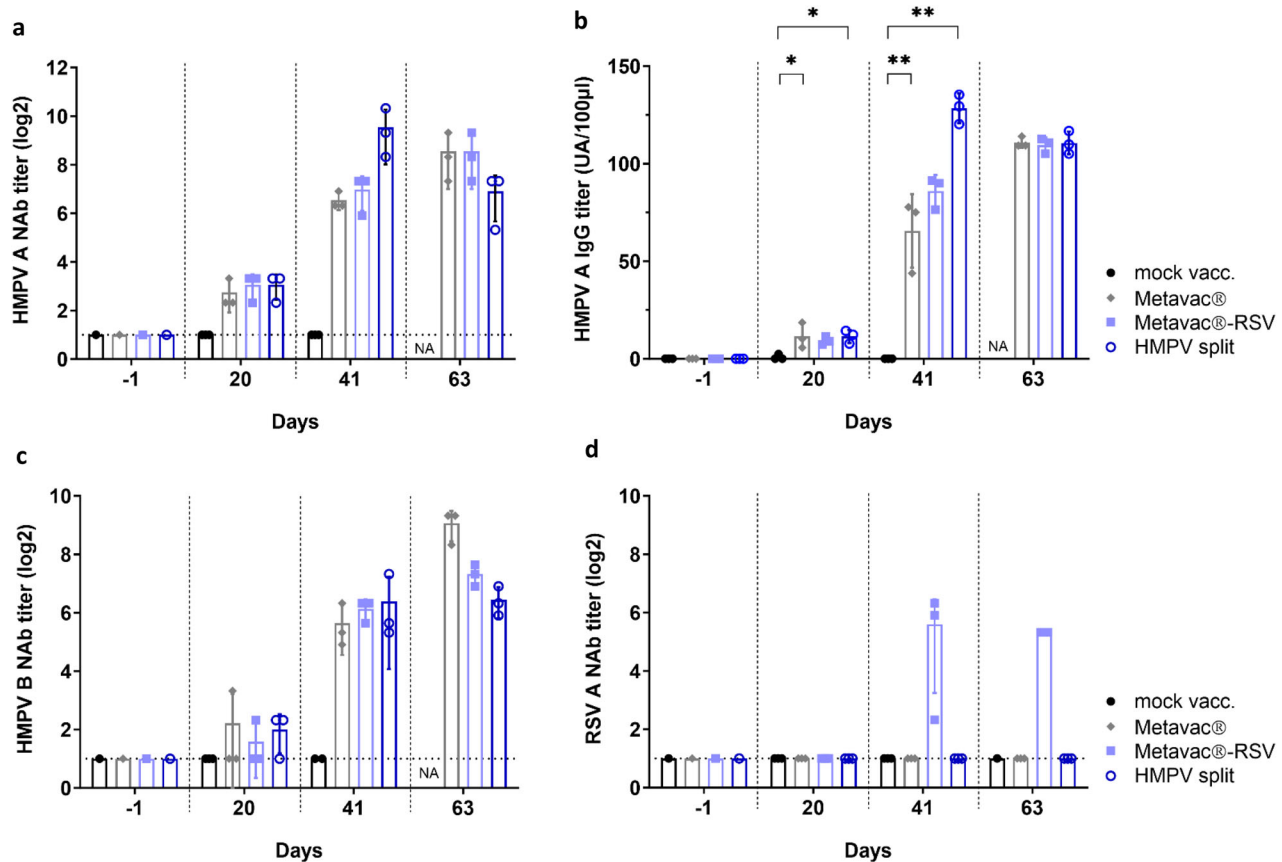 a
HMPV A NAb titer (log2)
12
10
8
6
4
2
0
NA
-1 20 41 63
Days
b
HMPV A IgG titer (UA/100µl)
150
100
50
0
*
*
**
**
NA
-1 20 41 63
Days
mock vacc.
Metavac®
Metavac®-RSV
HMPV split
c
HMPV B NAb titer (log2)
10
8
6
4
2
0
NA
-1 20 41 63
Days
d
RSV A NAb titer (log2)
10
8
6
4
2
0
-1 20 41 63
Days
mock vacc.
Metavac®
Metavac®-RSV
HMPV split